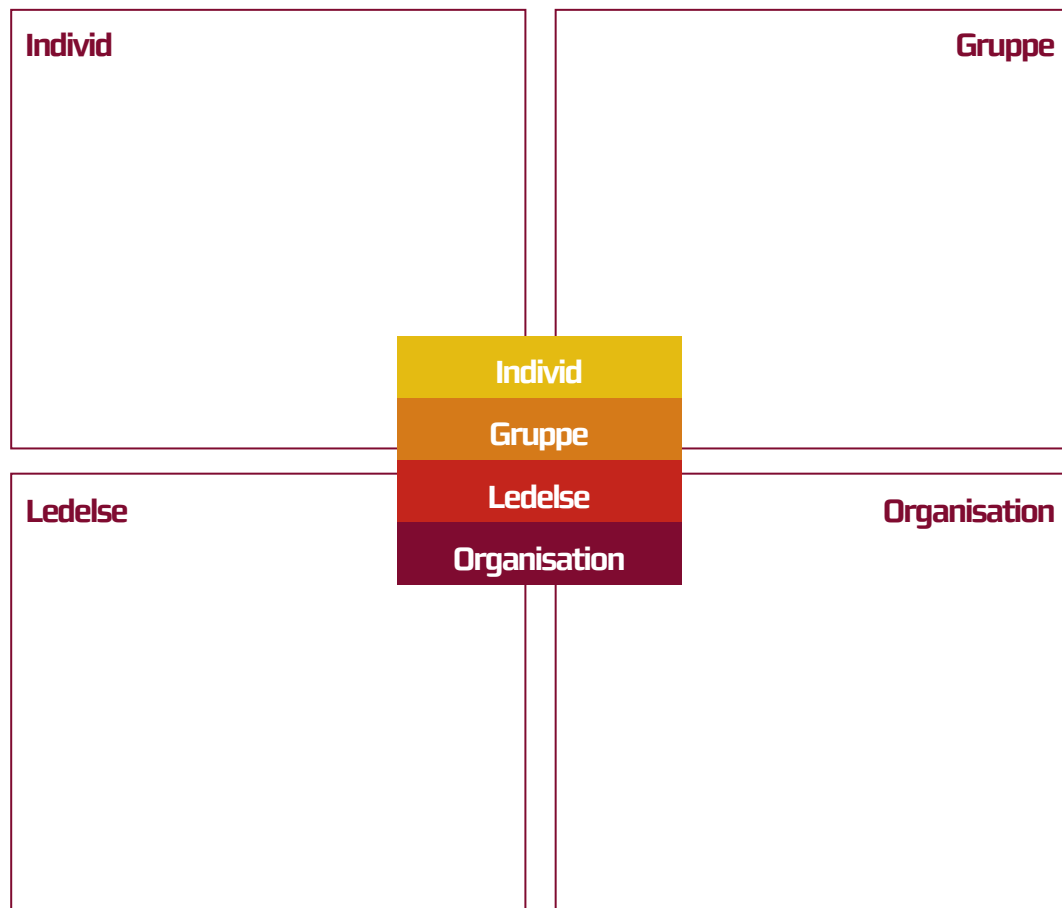 Individ
Gruppe
Individ
Gruppe
Ledelse
Organisation
Ledelse
Organisation